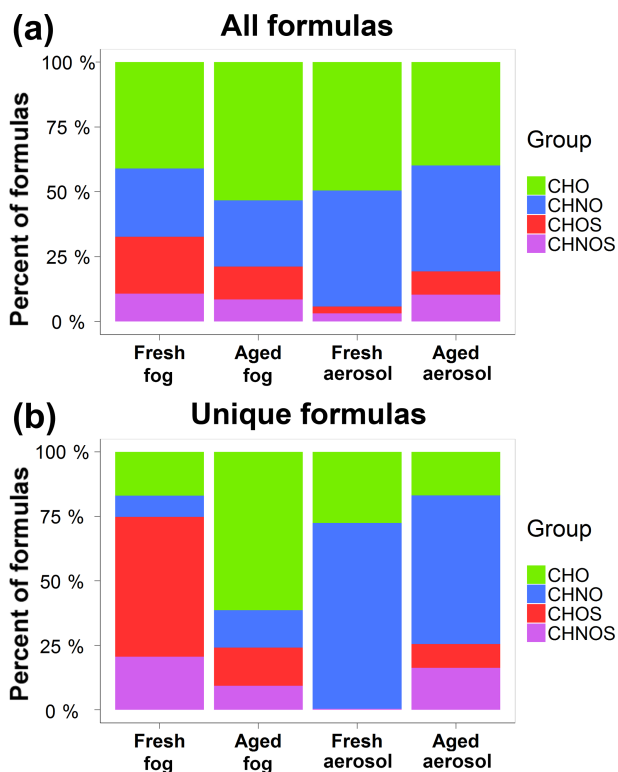 (a) All formulas
Percent of formulas
100 %
75 %
50 %
25 %
0 %
Fresh fog
Aged fog
Fresh aerosol
Aged aerosol
Group
CHO
CHNO
CHOS
CHNOS
(b) Unique formulas
Percent of formulas
100 %
75 %
50 %
25 %
0 %
Fresh fog
Aged fog
Fresh aerosol
Aged aerosol
Group
CHO
CHNO
CHOS
CHNOS